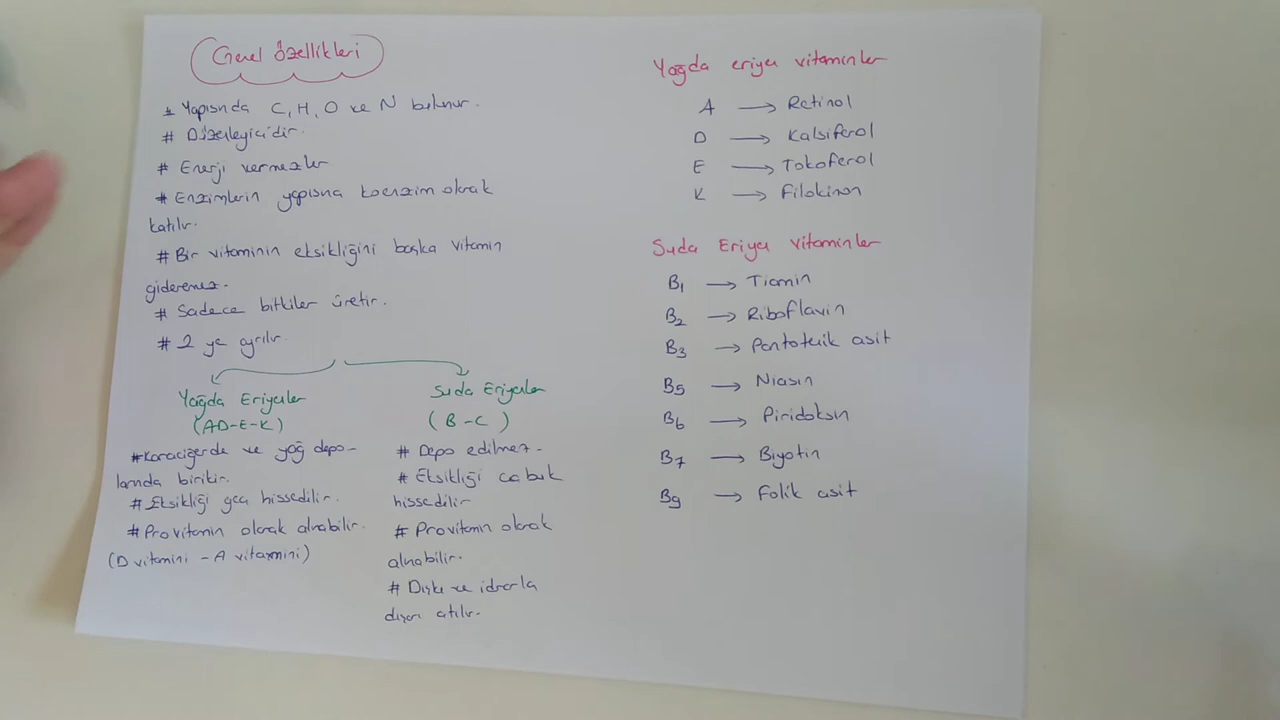 Genel Özellikleri
* Yapısında C, H, O ve N bulunur.
# Düzenleyicidir.
# Enerji vermezler
# Enzimlerin yapısına koenzim olarak
katılır.
# Bir vitaminin eksikliğini başka vitamin
gideremez.
# Sadece bitkiler üretir.
# 2 ye ayrılır
Yağda Eriyenler
(AD-E-K)
# Karaciğerde ve yağ depo-
larında birikir.
# Eksikliği geç hissedilir.
# Provitamin olarak alınabilir.
(D vitamini - A vitamini)
Suda Eriyenler
(B-C)
# Depo edilmez.
# Eksikliği çabuk
hissedilir
# Provitamin olarak
alınabilir.
# Dışkı ve idrarla
dışarı atılır.
Yağda eriyen vitaminler
A → Retinol
D → Kalsiferol
E → Tokoferol
K → Filokinon
Suda Eriyen vitaminler
B1 → Tiamin
B2 → Riboflavin
B3 → Pantotenik asit
B5 → Niasin
B6 → Piridoksin
B7 → Biyotin
B9 → Folik asit